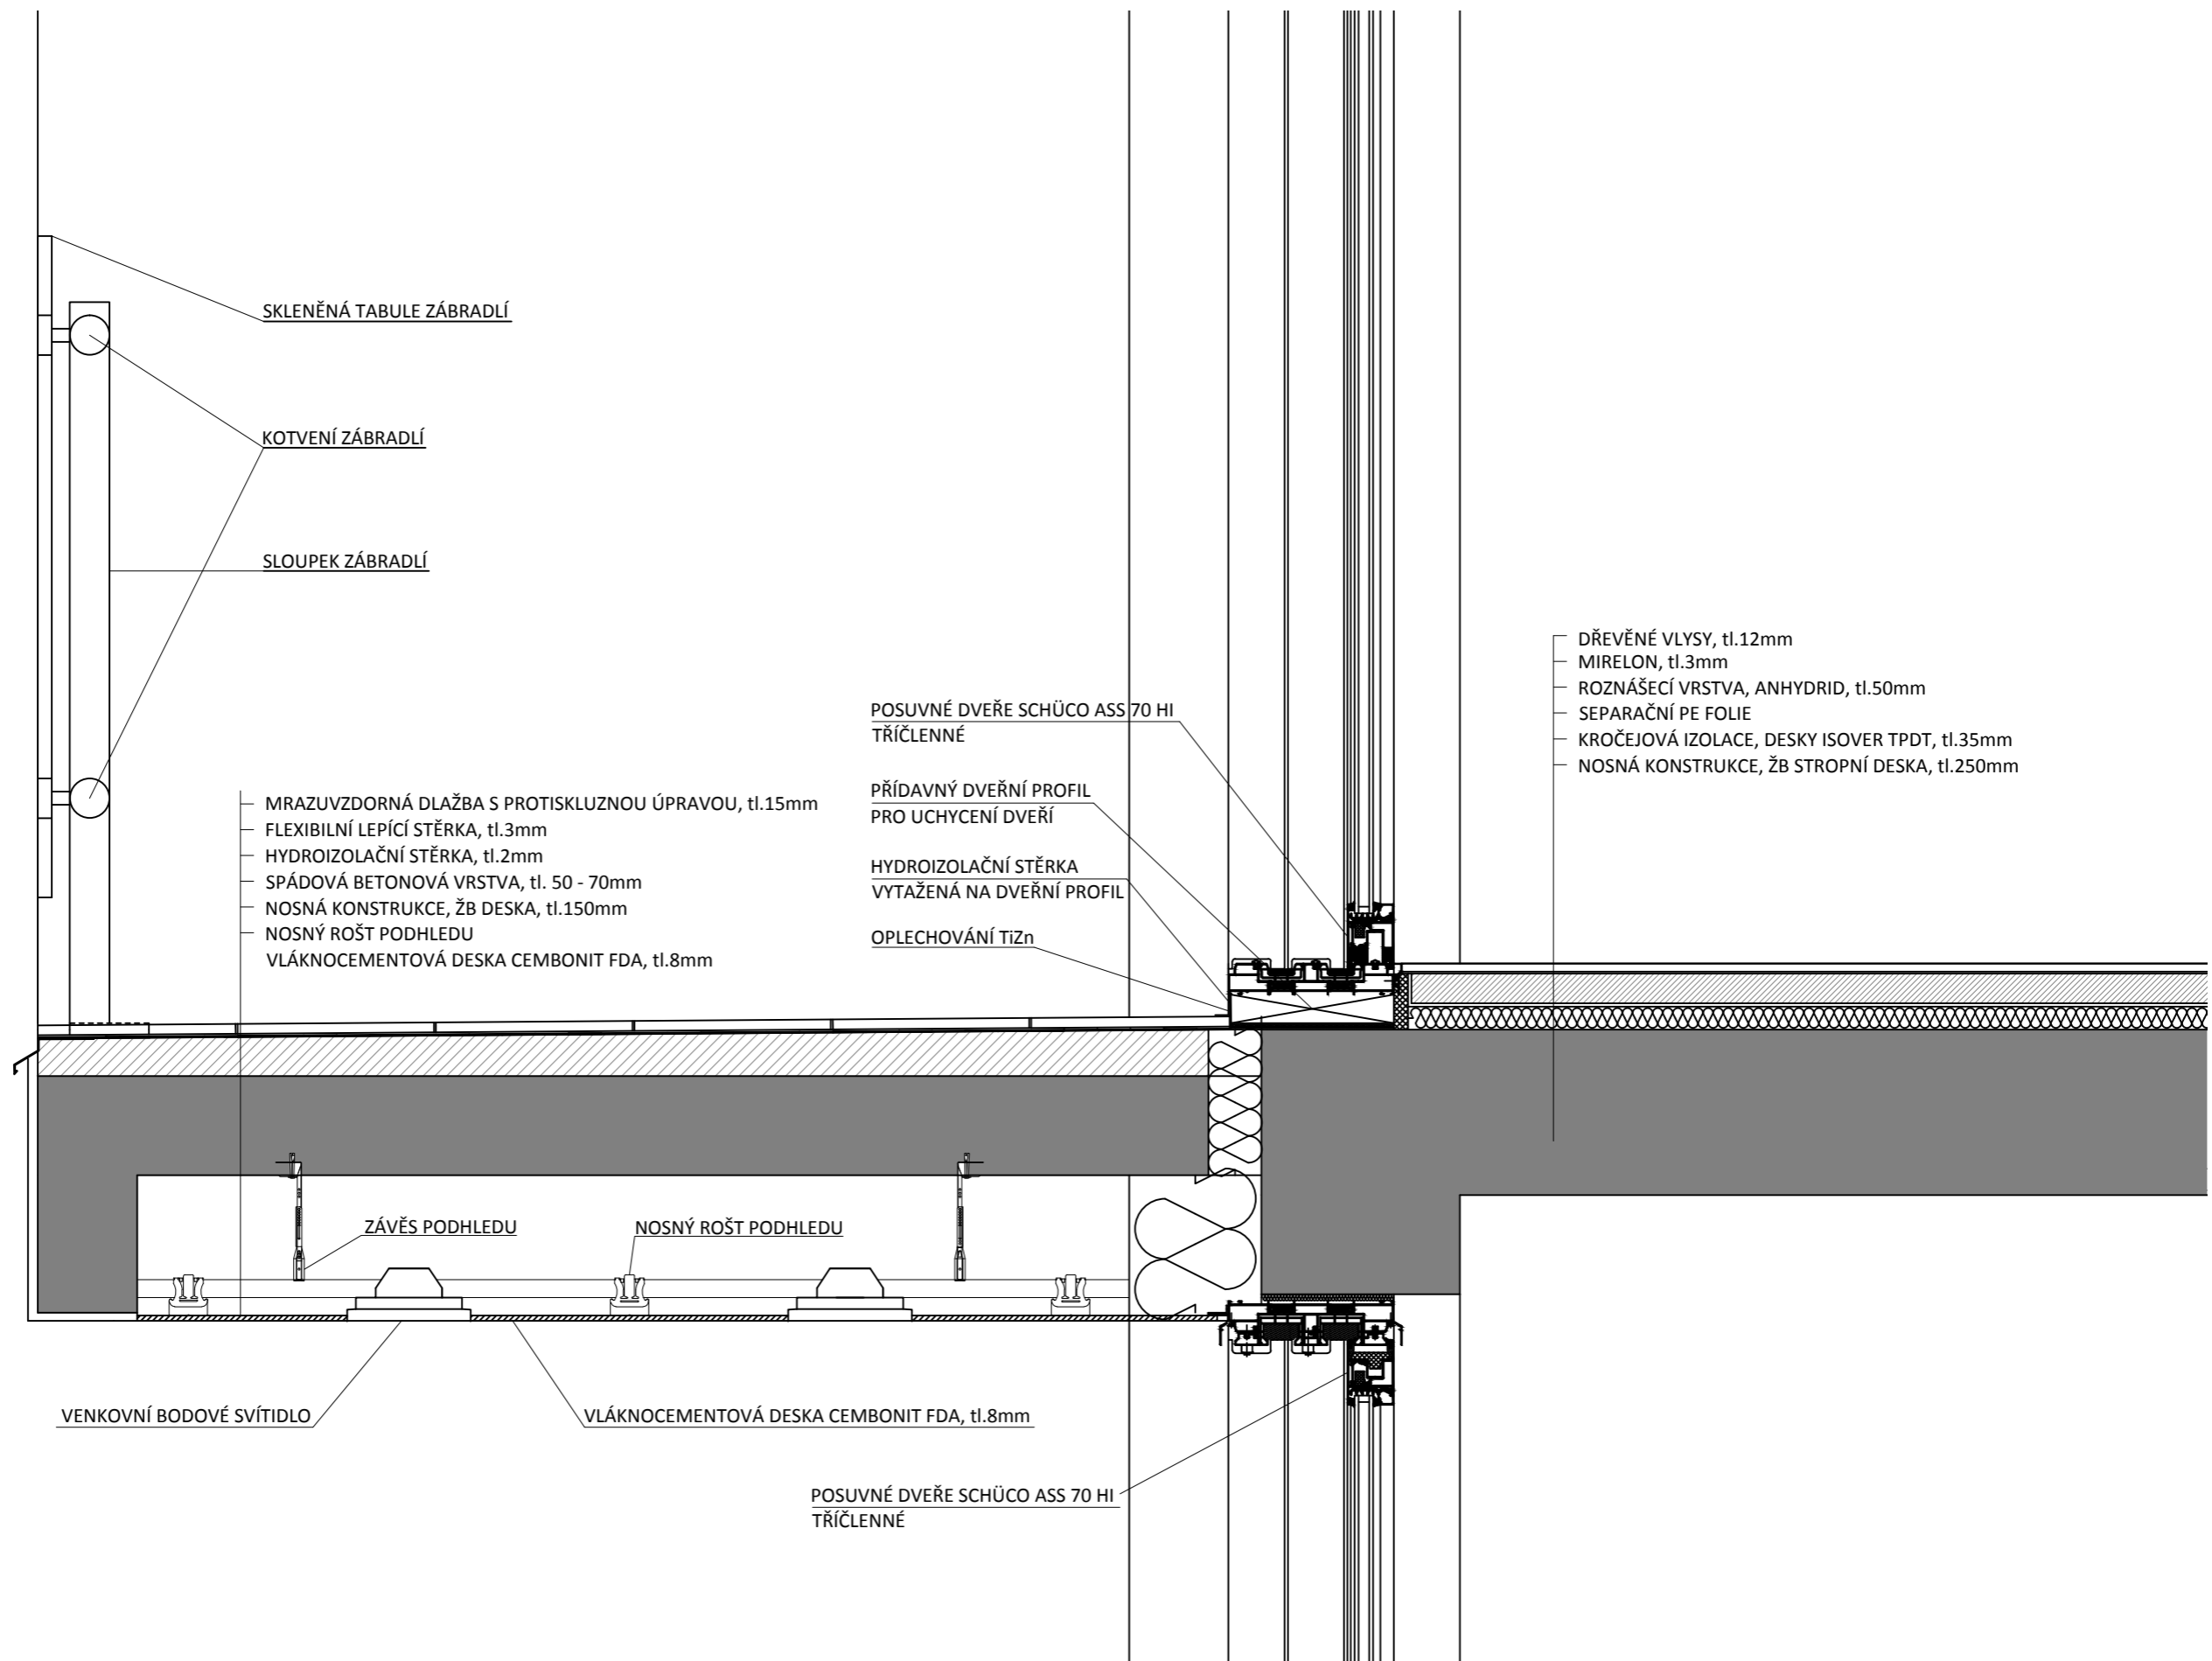 SKLENĚNÁ TABULE ZÁBRADLÍ
KOTVENÍ ZÁBRADLÍ
SLOUPEK ZÁBRADLÍ
MRAZUVZDORNÁ DLAŽBA S PROTISKLUZNOU ÚPRAVOU, tl.15mm
FLEXIBILNÍ LEPÍCÍ STĚRKA, tl.3mm
HYDROIZOLAČNÍ STĚRKA, tl.2mm
SPÁDOVÁ BETONOVÁ VRSTVA, tl. 50 - 70mm
NOSNÁ KONSTRUKCE, ŽB DESKA, tl.150mm
NOSNÝ ROŠT PODHLEDU
VLÁKNOCEMENTOVÁ DESKA CEMBONIT FDA, tl.8mm
POSUVNÉ DVEŘE SCHÜCO ASS 70 HI
TŘÍČLENNÉ
PŘÍDAVNÝ DVEŘNÍ PROFIL
PRO UCHYCENÍ DVEŘÍ
HYDROIZOLAČNÍ STĚRKA
VYTAŽENÁ NA DVEŘNÍ PROFIL
OPLECHOVÁNÍ TiZn
DŘEVĚNÉ VLYSY, tl.12mm
MIRELON, tl.3mm
ROZNÁŠECÍ VRSTVA, ANHYDRID, tl.50mm
SEPARAČNÍ PE FOLIE
KROČEJOVÁ IZOLACE, DESKY ISOVER TPDT, tl.35mm
NOSNÁ KONSTRUKCE, ŽB STROPNÍ DESKA, tl.250mm
ZÁVĚS PODHLEDU
NOSNÝ ROŠT PODHLEDU
VENKOVNÍ BODOVÉ SVÍTIDLO
VLÁKNOCEMENTOVÁ DESKA CEMBONIT FDA, tl.8mm
POSUVNÉ DVEŘE SCHÜCO ASS 70 HI
TŘÍČLENNÉ